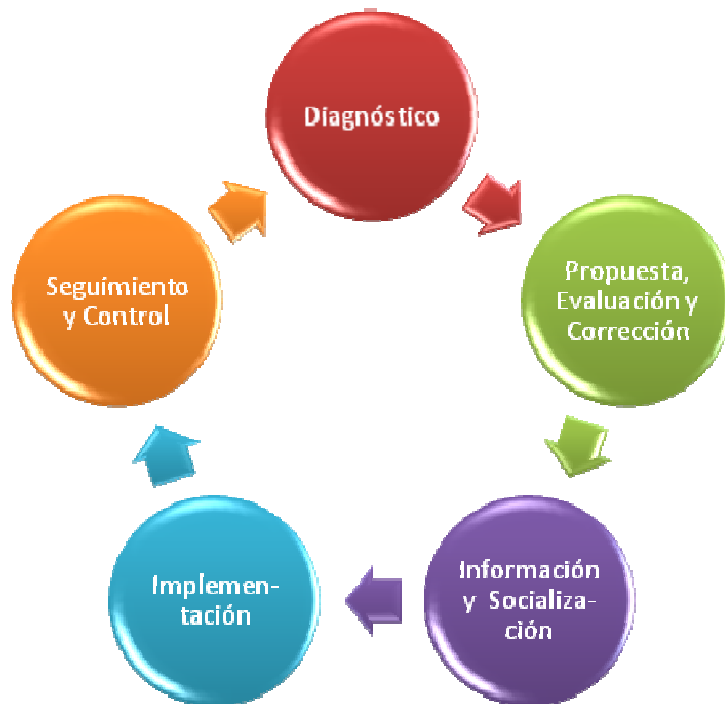 Diagnóstico
Propuesta,
Evaluación y
Corrección
Información
y Socializa-
ción
Implemen-
tación
Seguimiento
y Control